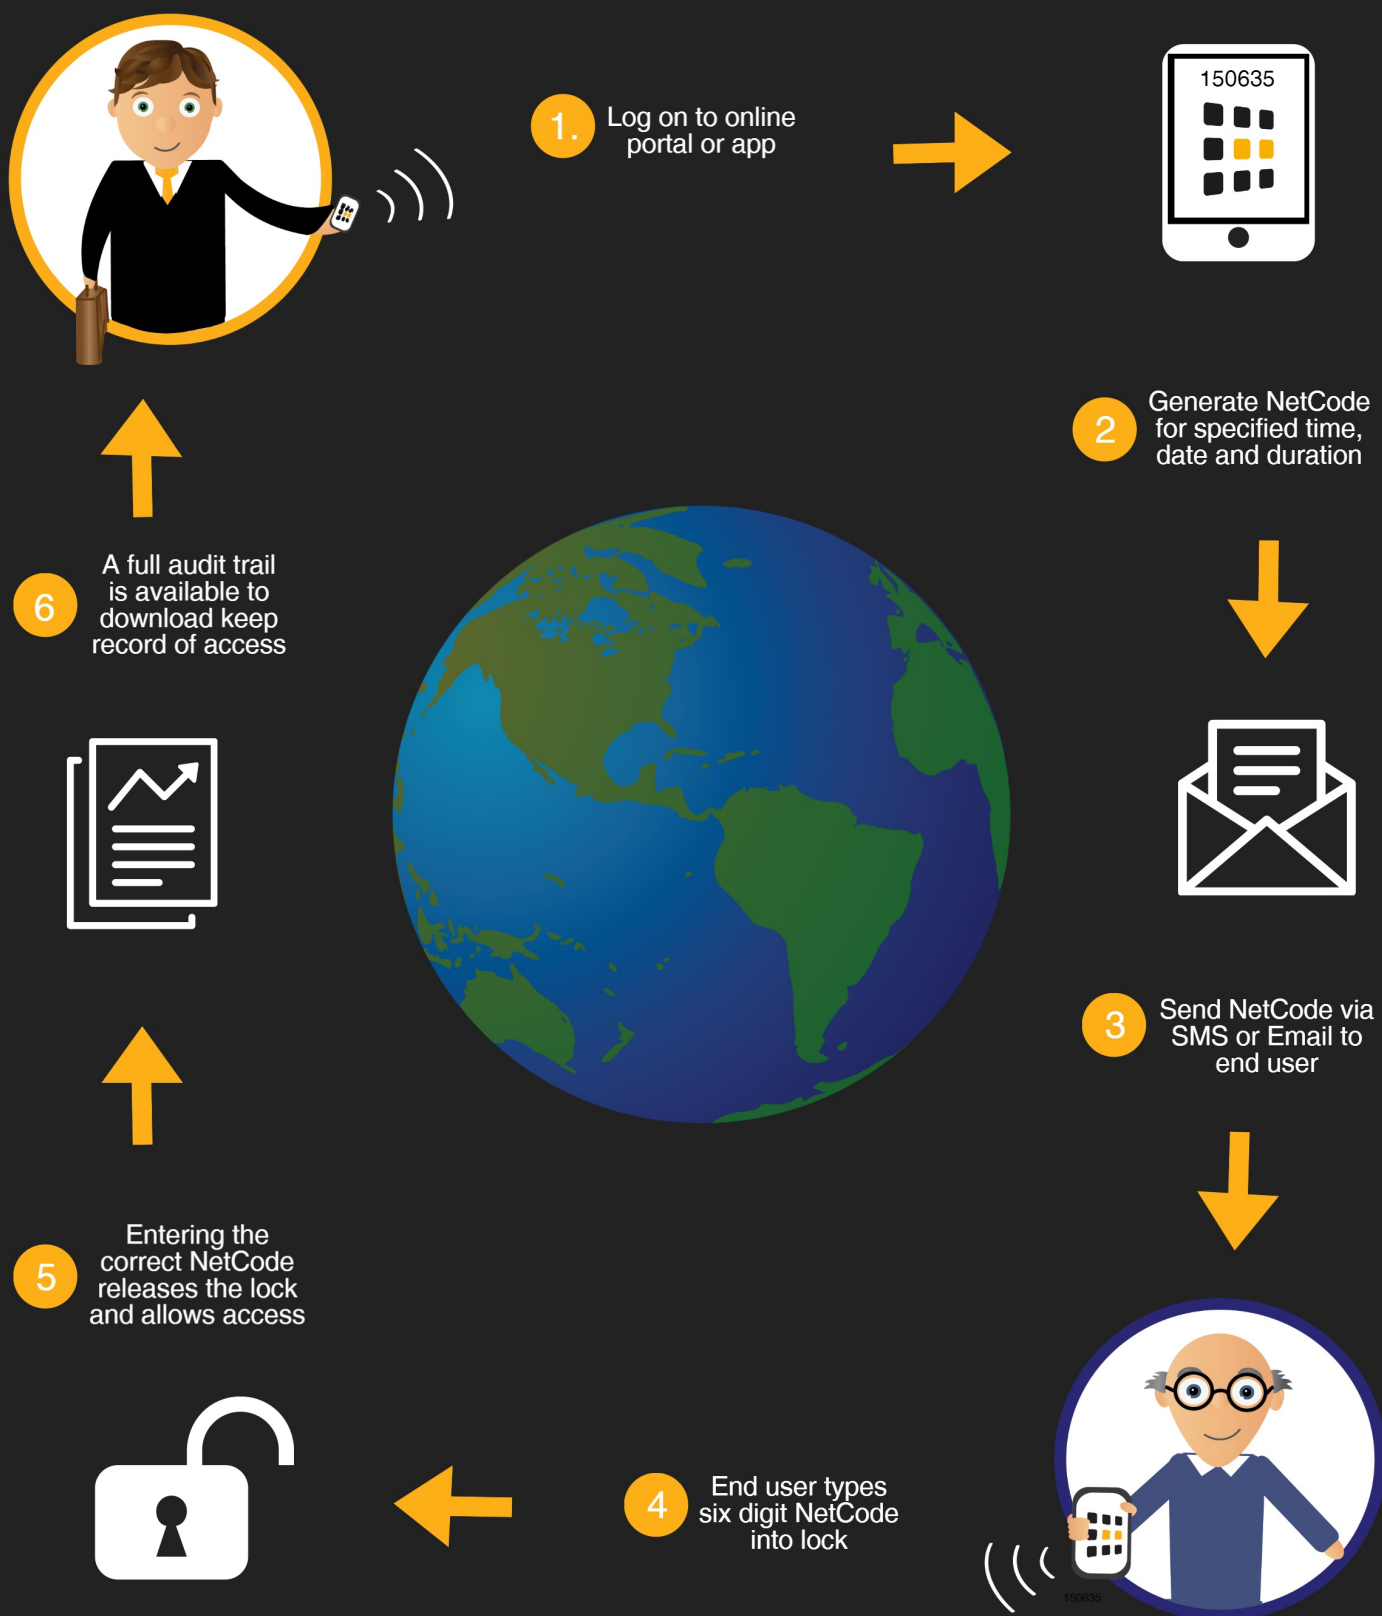 1.
Log on to online
portal or app
150635
2
Generate NetCode
for specified time,
date and duration
3
Send NetCode via
SMS or Email to
end user
150635
4
End user types
six digit NetCode
into lock
5
Entering the
correct NetCode
releases the lock
and allows access
6
A full audit trail
is available to
download keep
record of access